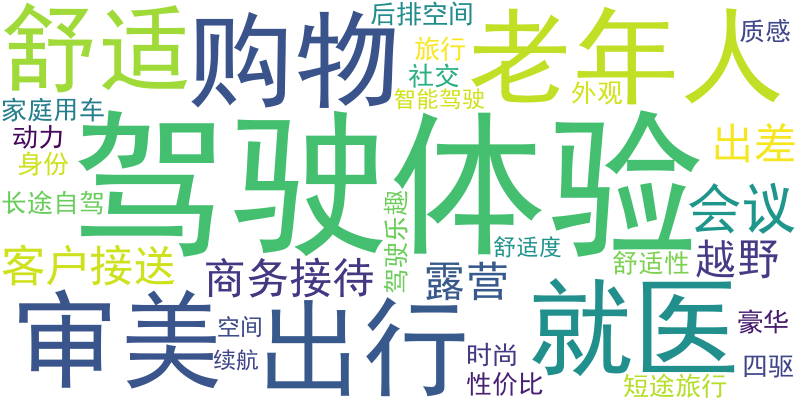 舒适
购物
后排空间
老年人
质感
旅行
社交
智能驾驶
外观
家庭用车
动力
身份
驾驶体验
出差
长途自驾
驾驶乐趣
会议
客户接送
商务接待
舒适度
舒适性
越野
露营
审美
空间
续航
出行
时尚
性价比
就医
豪华
四驱
短途旅行